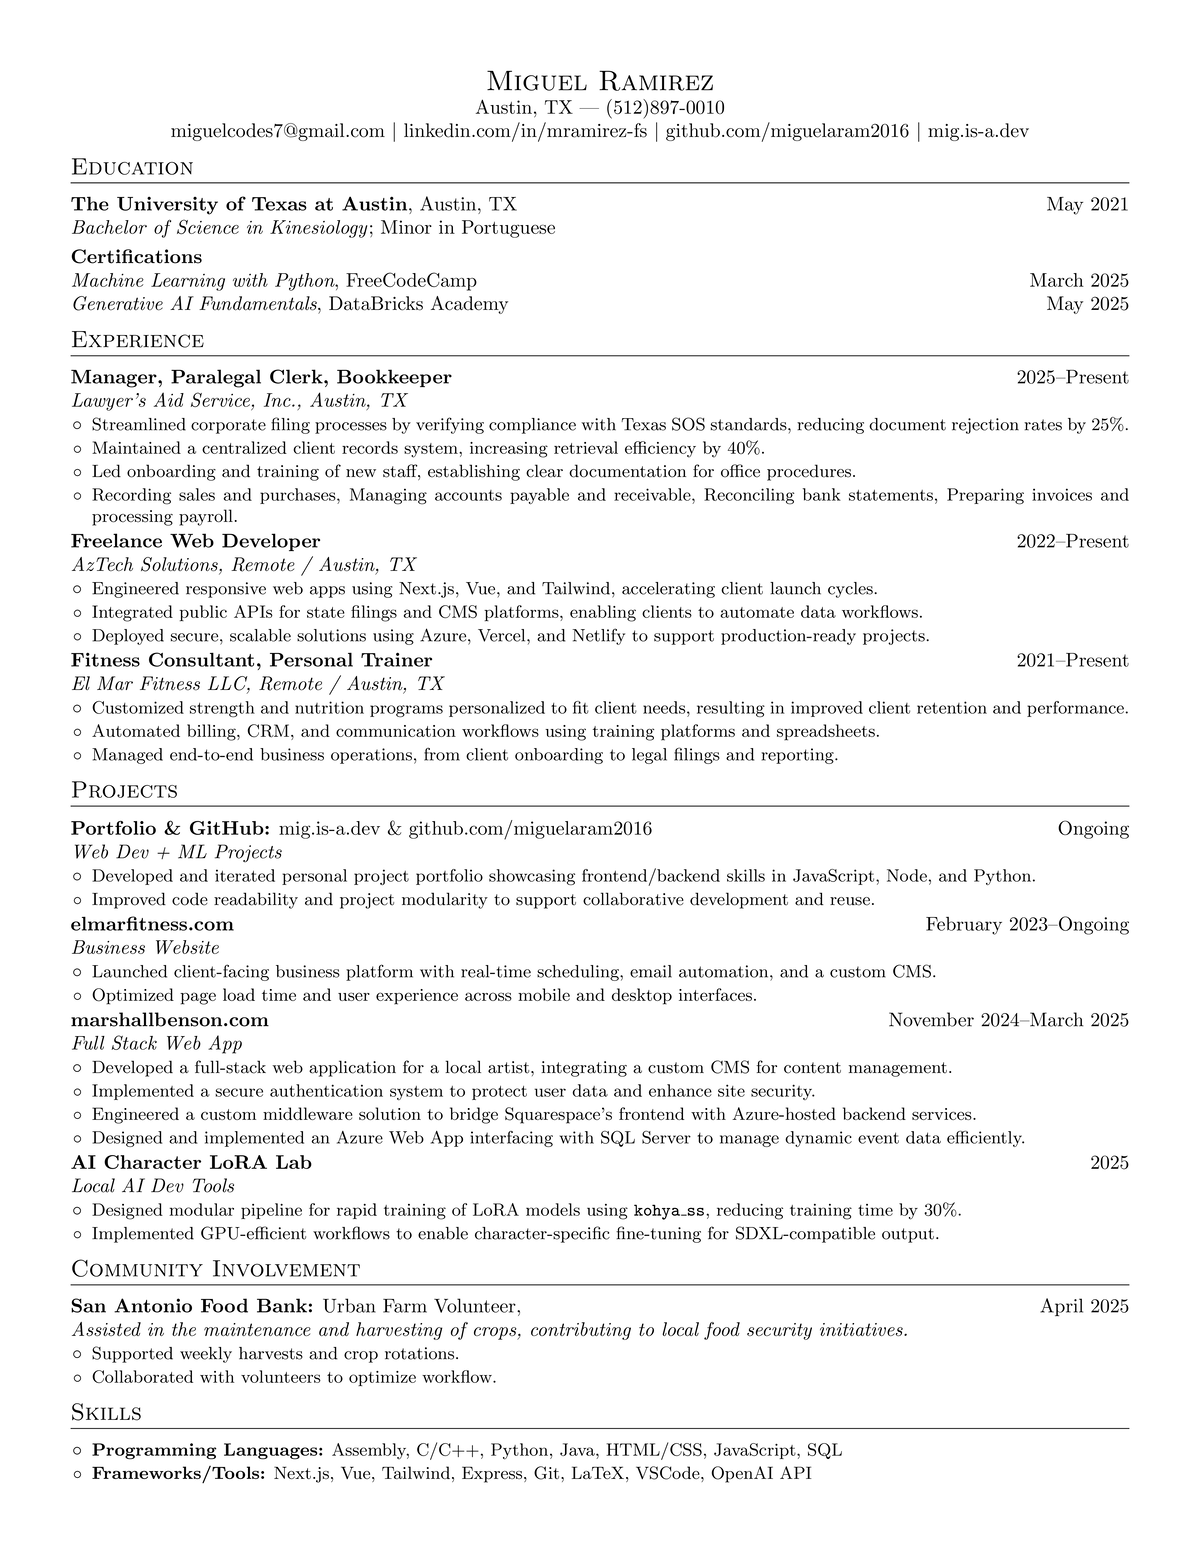 Miguel Ramirez
Austin, TX — (512)897-0010
miguelcodes7@gmail.com | linkedin.com/in/mramirez-fs | github.com/miguelaram2016 | mig.is-a.dev
Education
The University of Texas at Austin, Austin, TX May 2021
Bachelor of Science in Kinesiology; Minor in Portuguese
Certifications
Machine Learning with Python, FreeCodeCamp March 2025
Generative AI Fundamentals, DataBricks Academy May 2025
Experience
Manager, Paralegal Clerk, Bookkeeper 2025–Present
Lawyer's Aid Service, Inc., Austin, TX
◦ Streamlined corporate filing processes by verifying compliance with Texas SOS standards, reducing document rejection rates by 25%.
◦ Maintained a centralized client records system, increasing retrieval efficiency by 40%.
◦ Led onboarding and training of new staff, establishing clear documentation for office procedures.
◦ Recording sales and purchases, Managing accounts payable and receivable, Reconciling bank statements, Preparing invoices and
processing payroll.
Freelance Web Developer 2022–Present
AzTech Solutions, Remote / Austin, TX
◦ Engineered responsive web apps using Next.js, Vue, and Tailwind, accelerating client launch cycles.
◦ Integrated public APIs for state filings and CMS platforms, enabling clients to automate data workflows.
◦ Deployed secure, scalable solutions using Azure, Vercel, and Netlify to support production-ready projects.
Fitness Consultant, Personal Trainer 2021–Present
El Mar Fitness LLC, Remote / Austin, TX
◦ Customized strength and nutrition programs personalized to fit client needs, resulting in improved client retention and performance.
◦ Automated billing, CRM, and communication workflows using training platforms and spreadsheets.
◦ Managed end-to-end business operations, from client onboarding to legal filings and reporting.
Projects
Portfolio & GitHub: mig.is-a.dev & github.com/miguelaram2016 Ongoing
Web Dev + ML Projects
◦ Developed and iterated personal project portfolio showcasing frontend/backend skills in JavaScript, Node, and Python.
◦ Improved code readability and project modularity to support collaborative development and reuse.
elmarfitness.com February 2023–Ongoing
Business Website
◦ Launched client-facing business platform with real-time scheduling, email automation, and a custom CMS.
◦ Optimized page load time and user experience across mobile and desktop interfaces.
marshallbenson.com November 2024–March 2025
Full Stack Web App
◦ Developed a full-stack web application for a local artist, integrating a custom CMS for content management.
◦ Implemented a secure authentication system to protect user data and enhance site security.
◦ Engineered a custom middleware solution to bridge Squarespace's frontend with Azure-hosted backend services.
◦ Designed and implemented an Azure Web App interfacing with SQL Server to manage dynamic event data efficiently.
AI Character LoRA Lab 2025
Local AI Dev Tools
◦ Designed modular pipeline for rapid training of LoRA models using kohya_ss, reducing training time by 30%.
◦ Implemented GPU-efficient workflows to enable character-specific fine-tuning for SDXL-compatible output.
Community Involvement
San Antonio Food Bank: Urban Farm Volunteer, April 2025
Assisted in the maintenance and harvesting of crops, contributing to local food security initiatives.
◦ Supported weekly harvests and crop rotations.
◦ Collaborated with volunteers to optimize workflow.
Skills
◦ Programming Languages: Assembly, C/C++, Python, Java, HTML/CSS, JavaScript, SQL
◦ Frameworks/Tools: Next.js, Vue, Tailwind, Express, Git, LaTeX, VSCode, OpenAI API